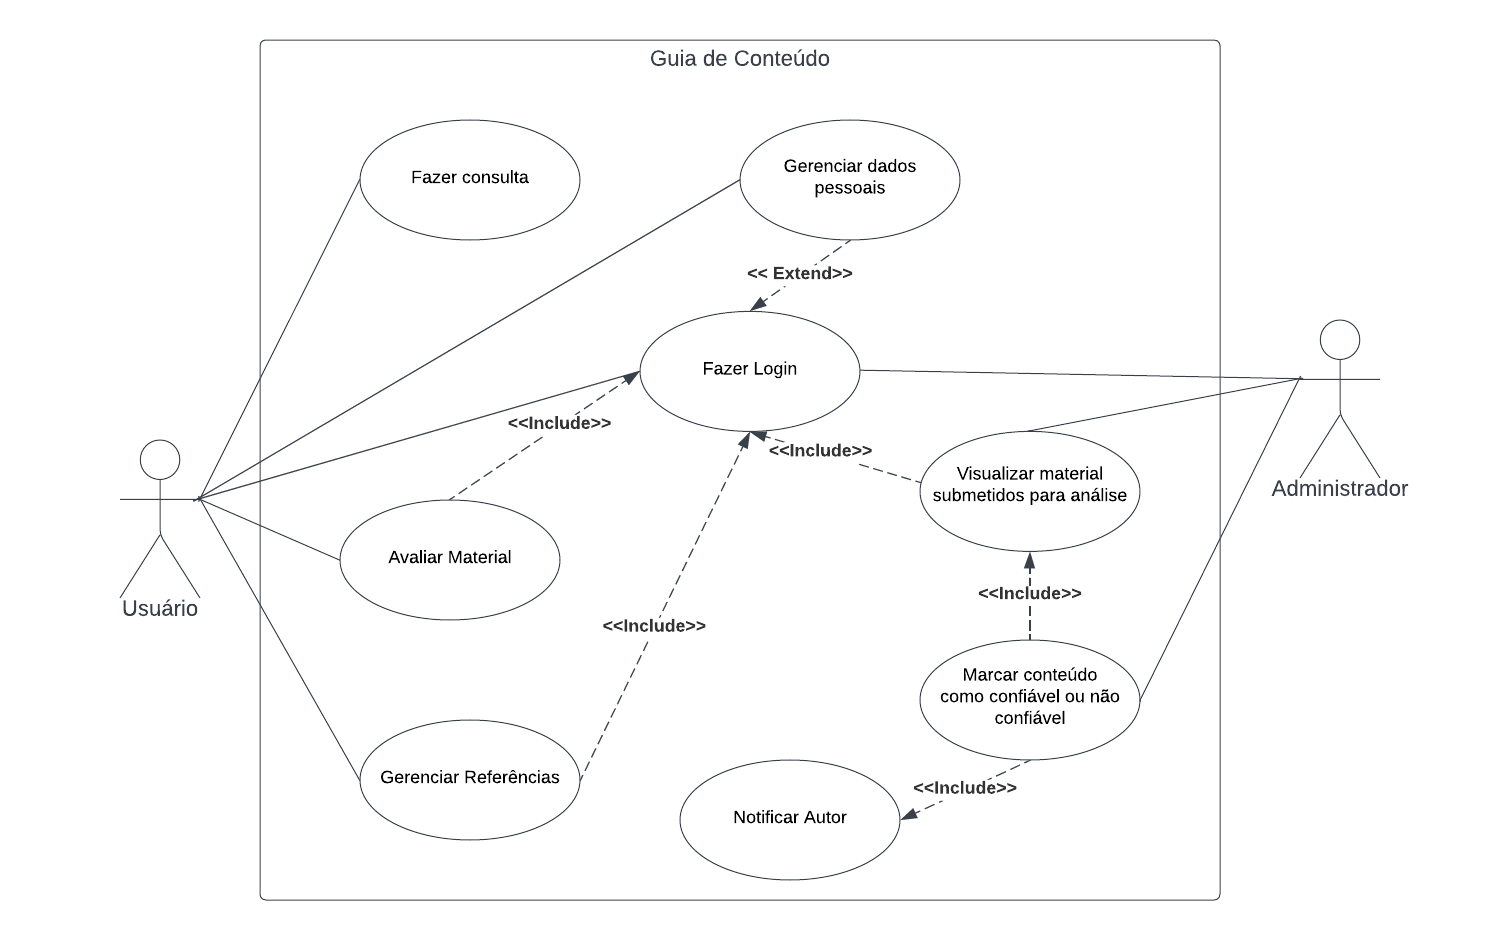 Guia de Conteúdo
Fazer consulta
Gerenciar dados
pessoais
<< Extend>>
Fazer Login
<<Include>>
<<Include>>
Visualizar material
submetidos para análise
Administrador
Avaliar Material
Usuário
<<Include>>
<<Include>>
Marcar conteúdo
como confiável ou não
confiável
Gerenciar Referências
<<Include>>
Notificar Autor